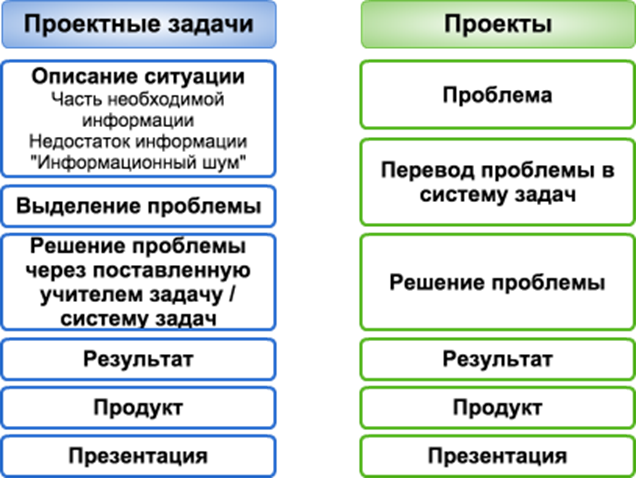 Проектные задачи
Описание ситуации
Часть необходимой
информации
Недостаток информации
"Информационный шум"
Выделение проблемы
Решение проблемы
через поставленную
учителем задачу /
систему задач
Результат
Продукт
Презентация
Проекты
Проблема
Перевод проблемы в
систему задач
Решение проблемы
Результат
Продукт
Презентация